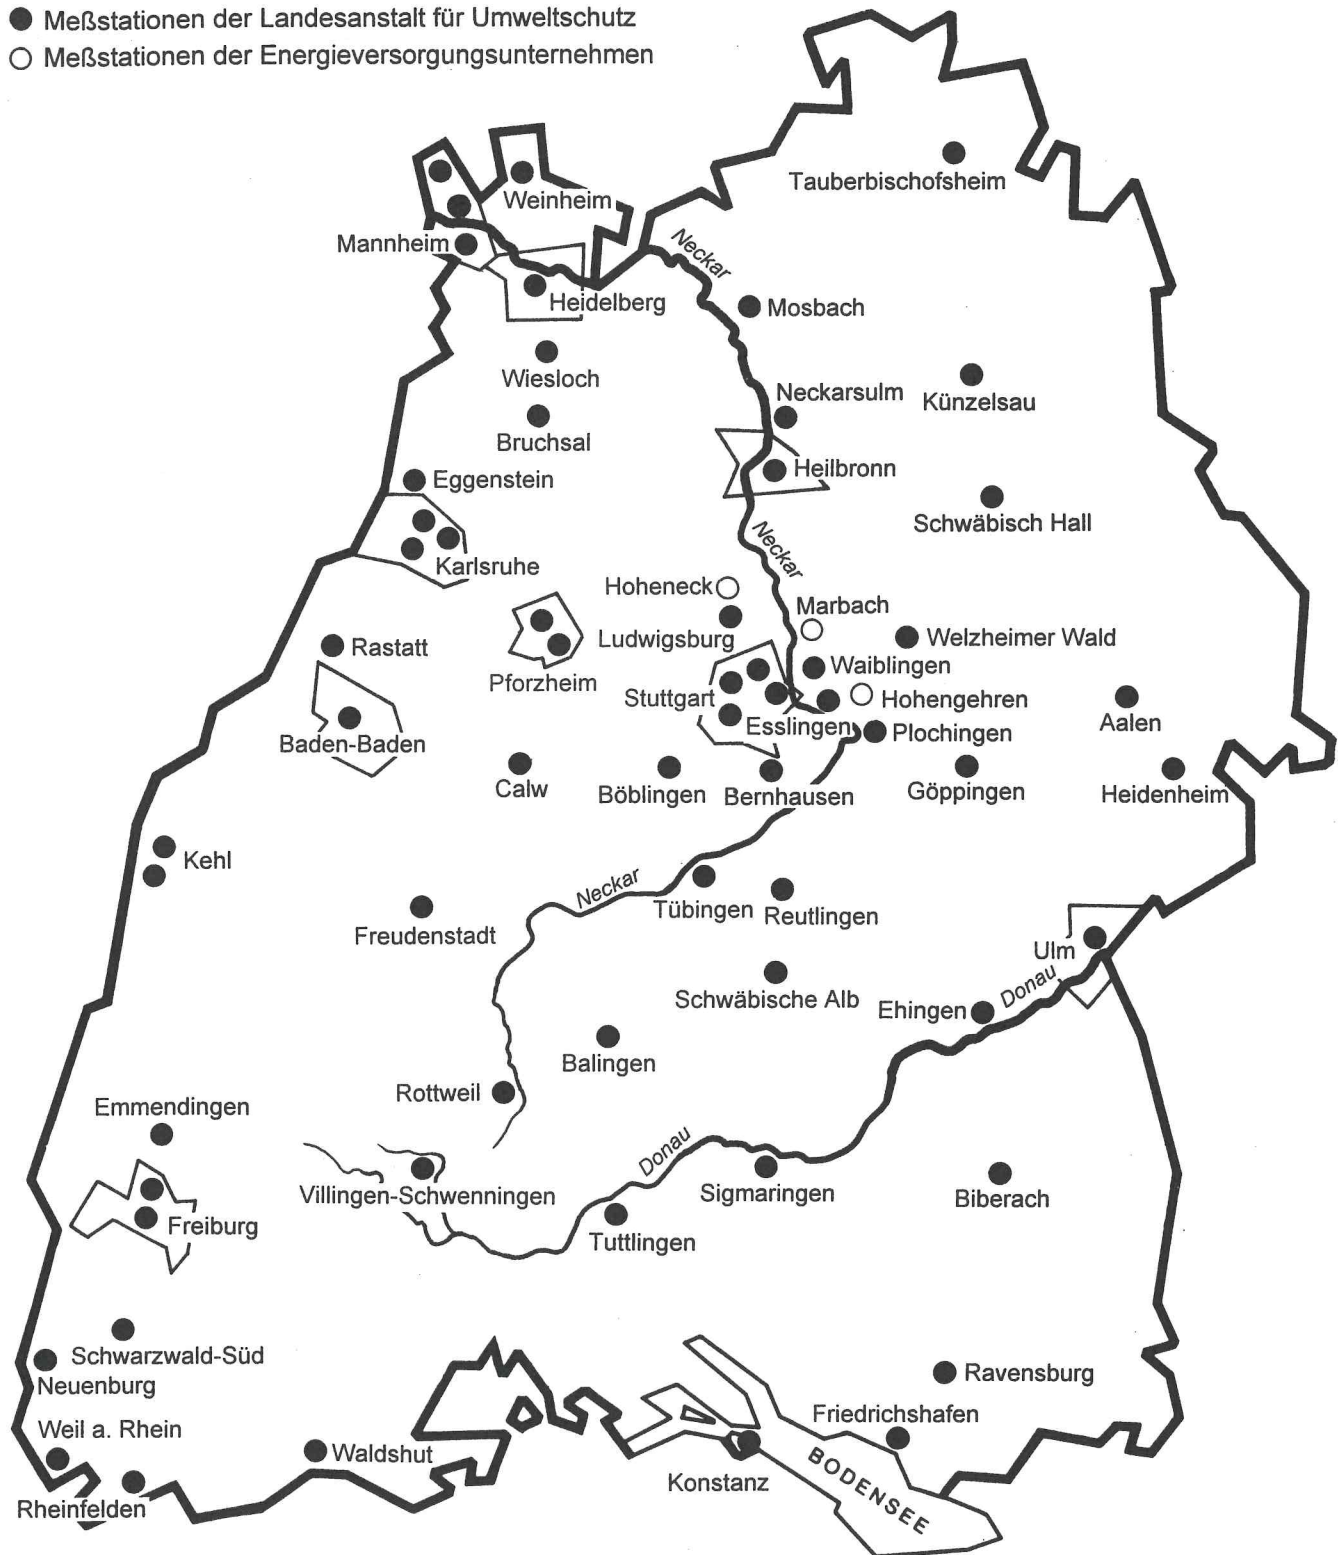 Meßstationen der Landesanstalt für Umweltschutz
Meßstationen der Energieversorgungsunternehmen
Tauberbischofsheim
Weinheim
Mannheim
Neckar
Heidelberg
Mosbach
Wiesloch
Neckarsulm
Künzelsau
Bruchsal
Heilbronn
Eggenstein
Schwäbisch Hall
Neckar
Karlsruhe
Hoheneck
Marbach
Ludwigsburg
Welzheimer Wald
Rastatt
Waiblingen
Pforzheim
Stuttgart
Hohengehren
Esslingen
Aalen
Plochingen
Baden-Baden
Calw
Böblingen
Bernhausen
Göppingen
Heidenheim
Kehl
Neckar
Tübingen
Reutlingen
Freudenstadt
Ulm
Donau
Schwäbische Alb
Ehingen
Balingen
Rottweil
Emmendingen
Donau
Villingen-Schwenningen
Sigmaringen
Biberach
Freiburg
Tuttlingen
Schwarzwald-Süd
Neuenburg
Ravensburg
Friedrichshafen
Weil a. Rhein
Waldshut
Konstanz
BODENSEE
Rheinfelden